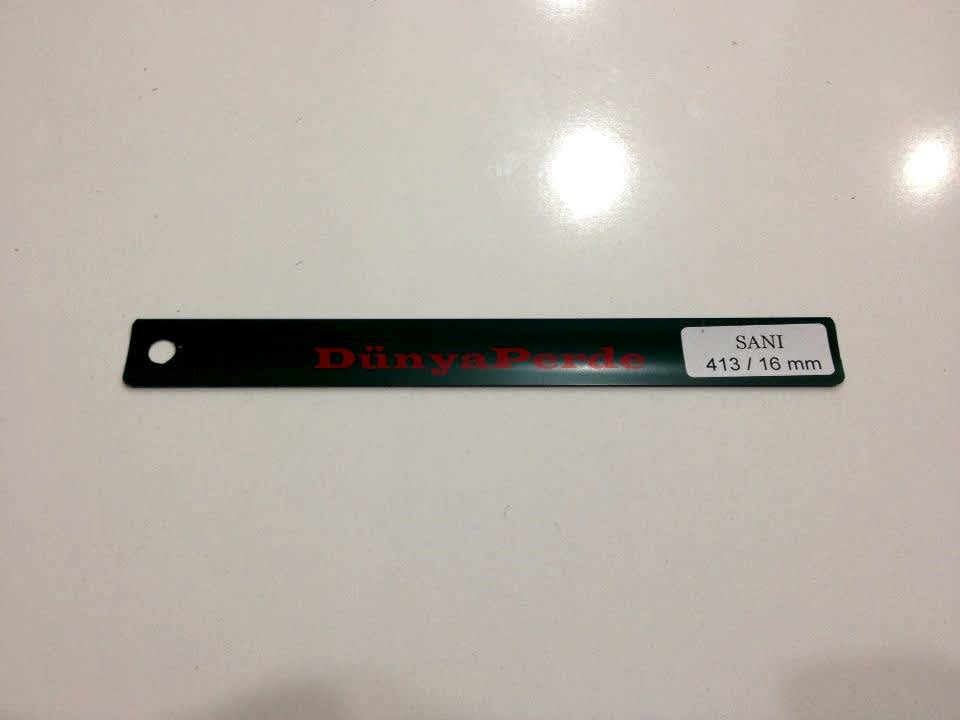 DünyaPerde
SANI
413 / 16 mm